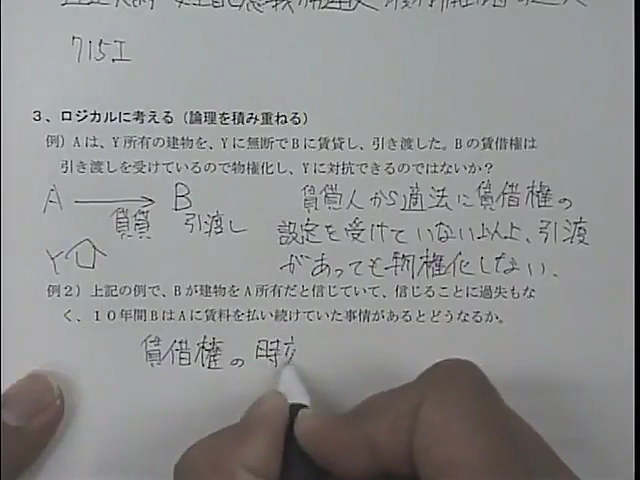 715Ⅰ
3、ロジカルに考える（論理を積み重ねる）
例）Aは、Y所有の建物を、Yに無断でBに賃貸し、引き渡した。Bの賃借権は
引き渡しを受けているので物権化し、Yに対抗できるのではないか？
A → B
賃貸 引渡し
Y
賃貸人から適法に賃借権の
設定を受けていない以上、引渡
があっても物権化しない。
例2）上記の例で、Bが建物をA所有だと信じていて、信じることに過失もな
く、10年間BはAに賃料を払い続けていた事情があるとどうなるか。
賃借権の時